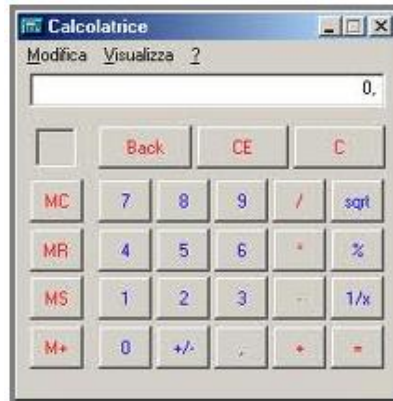 Calcolatrice
Modifica Visualizza ?
0,
Back CE C
MC 7 8 9 / sqrt
MR 4 5 6 * %
MS 1 2 3 - 1/x
M+ 0 +/- , + =